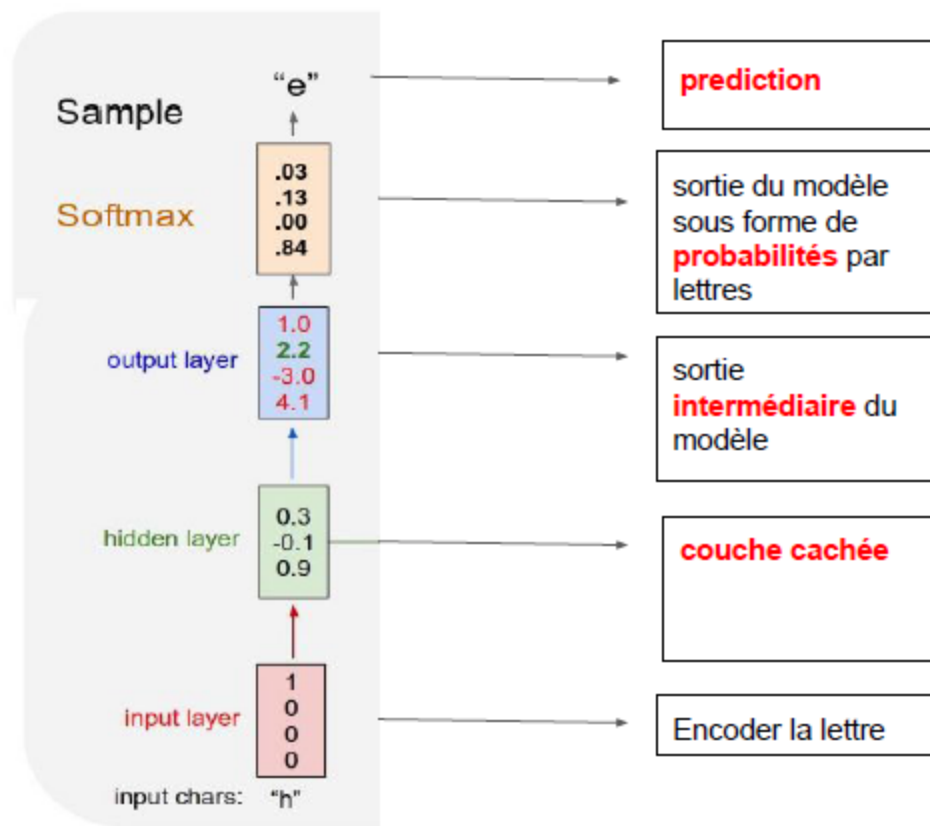 “e”
prediction
Sample
.03
.13
.00
.84
Softmax
sortie du modèle
sous forme de
probabilités par
lettres
1.0
2.2
-3.0
4.1
output layer
sortie
intermédiaire du
modèle
0.3
-0.1
0.9
hidden layer
couche cachée
1
0
0
0
input layer
Encoder la lettre
input chars: “h”